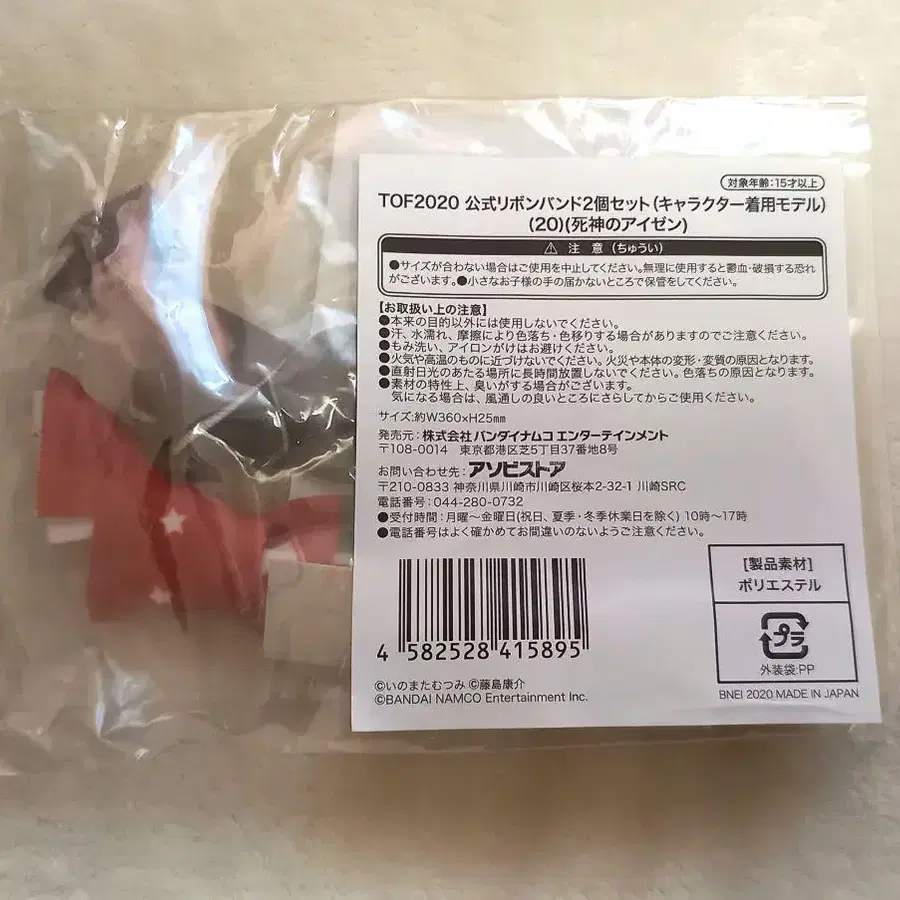 対象年齢:15才以上
TOF2020 公式リボンバンド2個セット(キャラクター着用モデル)
(20)(死神のアイゼン)
⚠ 注 意 (ちゅうい)
●サイズが合わない場合はご使用を中止してください。無理に使用すると鬱血・破損する恐れ
がございます。●小さなお子様の手の届かないところで保管をしてください。
【お取扱い上の注意】
●本来の目的以外には使用しないでください。
●汗、水濡れ、摩擦により色落ち・色移りする場合がありますのでご注意ください。
●もみ洗い、アイロンがけはお避けください。
●火気や高温のものに近づけないでください。火災や本体の変形・変質の原因となります。
●直射日光のあたる場所に長時間放置しないでください。色落ちの原因となります。
●素材の特性上、臭いがする場合がございます。
気になる場合は、風通しの良いところにさらしてからご使用ください。
サイズ:約W360×H25mm
発売元:株式会社バンダイナムコエンターテインメント
〒108-0014 東京都港区芝5丁目37番地8号
お問い合わせ先:アソビストア
〒210-0833 神奈川県川崎市川崎区桜本2-32-1 川崎SRC
電話番号:044-280-0732
●受付時間:月曜～金曜日(祝日、夏季・冬季休業日を除く) 10時～17時
●電話番号はよく確かめてお間違いのないようご注意ください。
[製品素材]
ポリエステル
プラ
外装袋:PP
4 582528 415895
©いのまたむつみ ©藤島康介
©BANDAI NAMCO Entertainment Inc.
BNEI 2020 MADE IN JAPAN